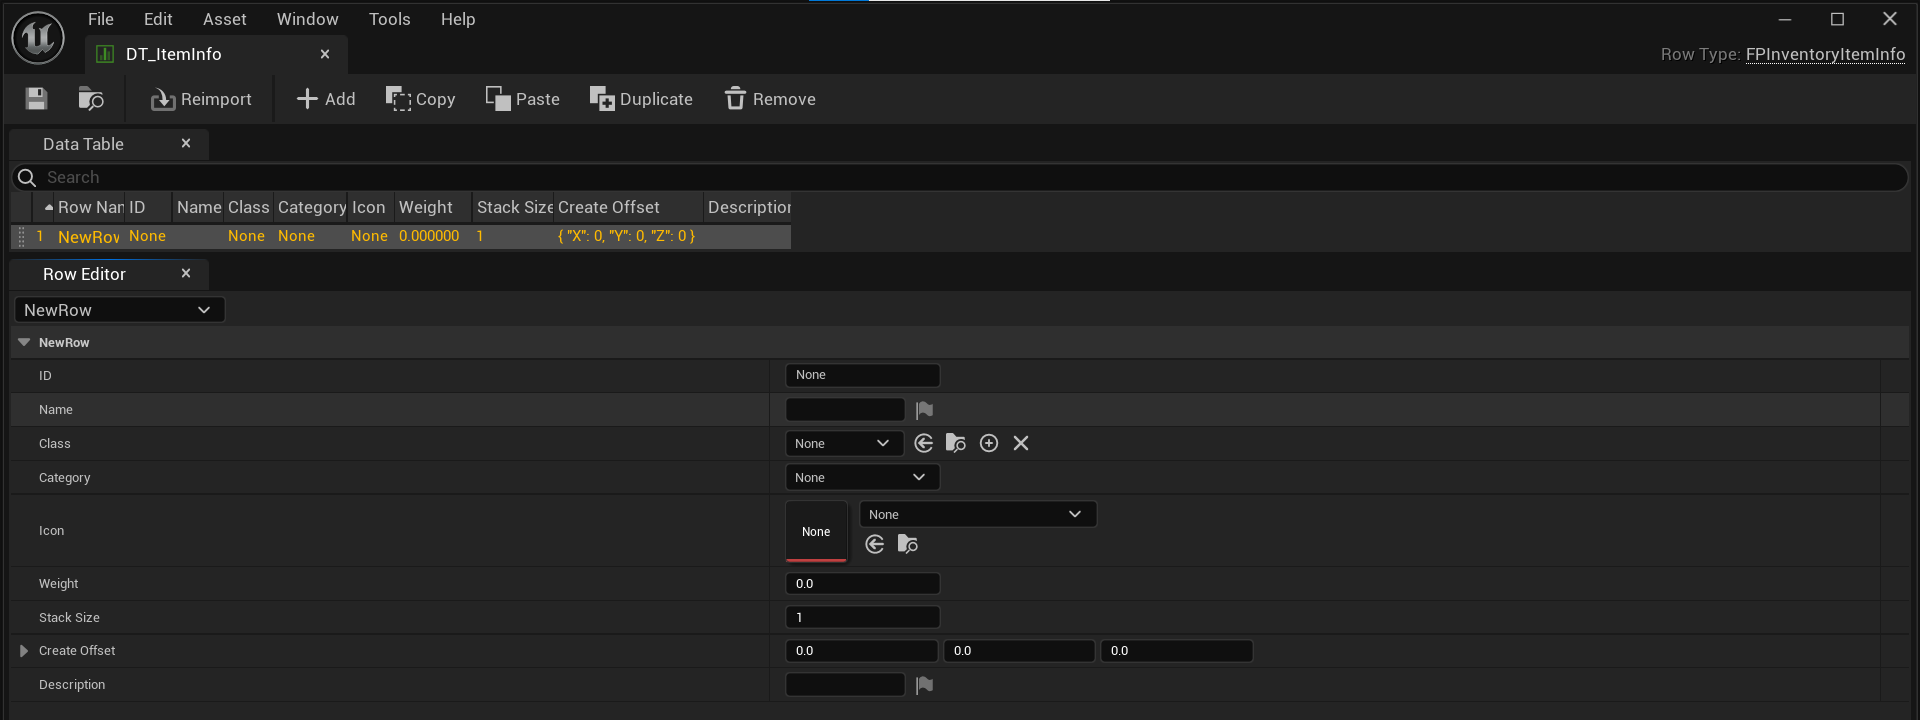 File Edit Asset Window Tools Help
DT_ItemInfo
Row Type: FPInventoryItemInfo
Reimport Add Copy Paste Duplicate Remove
Data Table
Search
Row Nan ID Name Class Category Icon Weight Stack Size Create Offset Description
1 NewRov None None None None 0.000000 1 { "X": 0, "Y": 0, "Z": 0 }
Row Editor
NewRow
NewRow
ID None
Name
Class None
Category None
Icon None None
Weight 0.0
Stack Size 1
Create Offset 0.0 0.0 0.0
Description